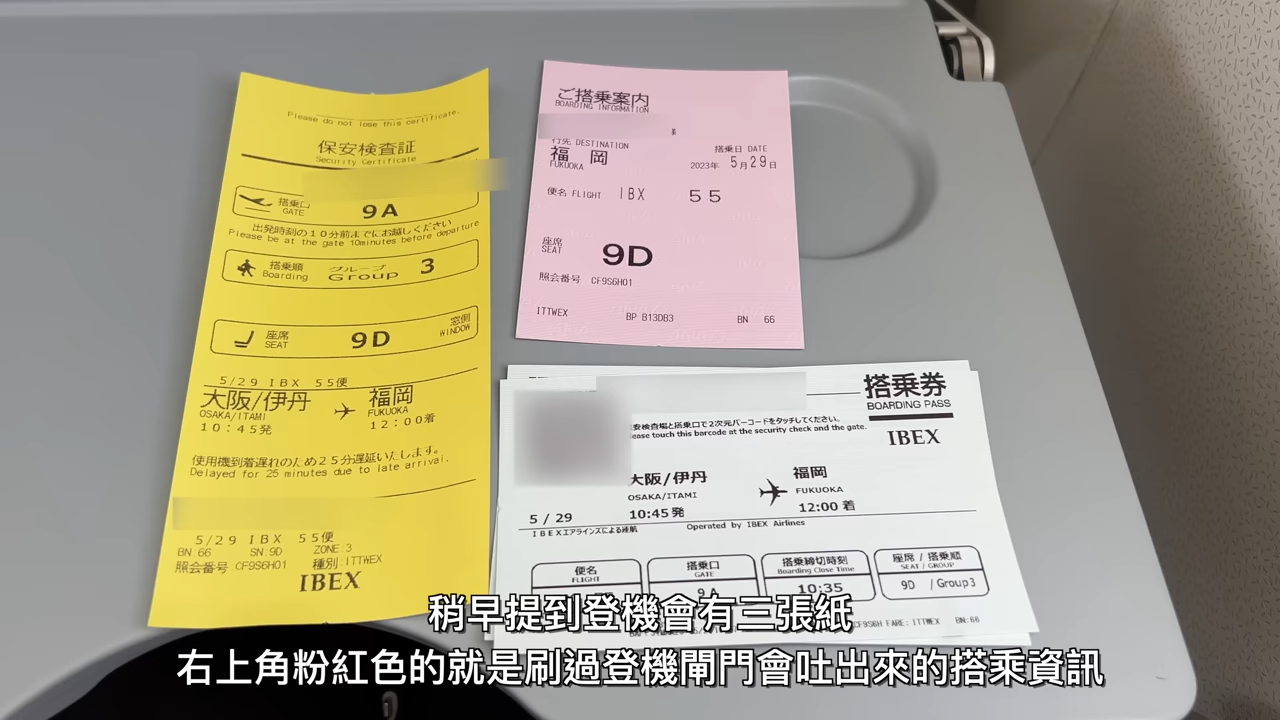 Please do not lose this certificate.
保安検査証
Security Certificate
搭乗口
GATE
9A
出発時刻の10分前までにお越しください
Please be at the gate 10minutes before departure
搭乗順
Boarding
グループ
Group
3
座席
SEAT
9D
窓側
WINDOW
5/29 IBX 55便
大阪/伊丹
福岡
OSAKA/ITAMI
FUKUOKA
10:45発
12:00着
使用機到着遅れのため25分遅延いたします。
Delayed for 25 minutes due to late arrival.
5/29 IBX 55便
BN:66 SN:9D ZONE:3
照会番号 CF9S6H01 種別:ITTWEX
IBEX
ご搭乗案内
BOARDING INFORMATION
行先 DESTINATION
福岡
FUKUOKA
搭乗日 DATE
2023年 5月29日
便名 FLIGHT IBX 55
座席
SEAT
9D
照会番号 CF9S6H01
ITTWEX BP B13DB3 BN 66
搭乗券
BOARDING PASS
IBEX
安検査場と搭乗口で2次元バーコードをタッチしてください。
ease touch this barcode at the security check and the gate.
大阪/伊丹
福岡
OSAKA/ITAMI
FUKUOKA
5 / 29
10:45 発
12:00 着
IBEXエアラインズによる運航
Operated by IBEX Airlines
便名
FLIGHT
搭乗口
GATE
9A
搭乗締切時刻
Boarding Close Time
10:35
座席 / 搭乗順
SEAT / GROUP
9D / Group3
CF9S6H FARE: ITTWEX BN:66
稍早提到登機會有三張紙
右上角粉紅色的就是刷過登機閘門會吐出來的搭乘資訊